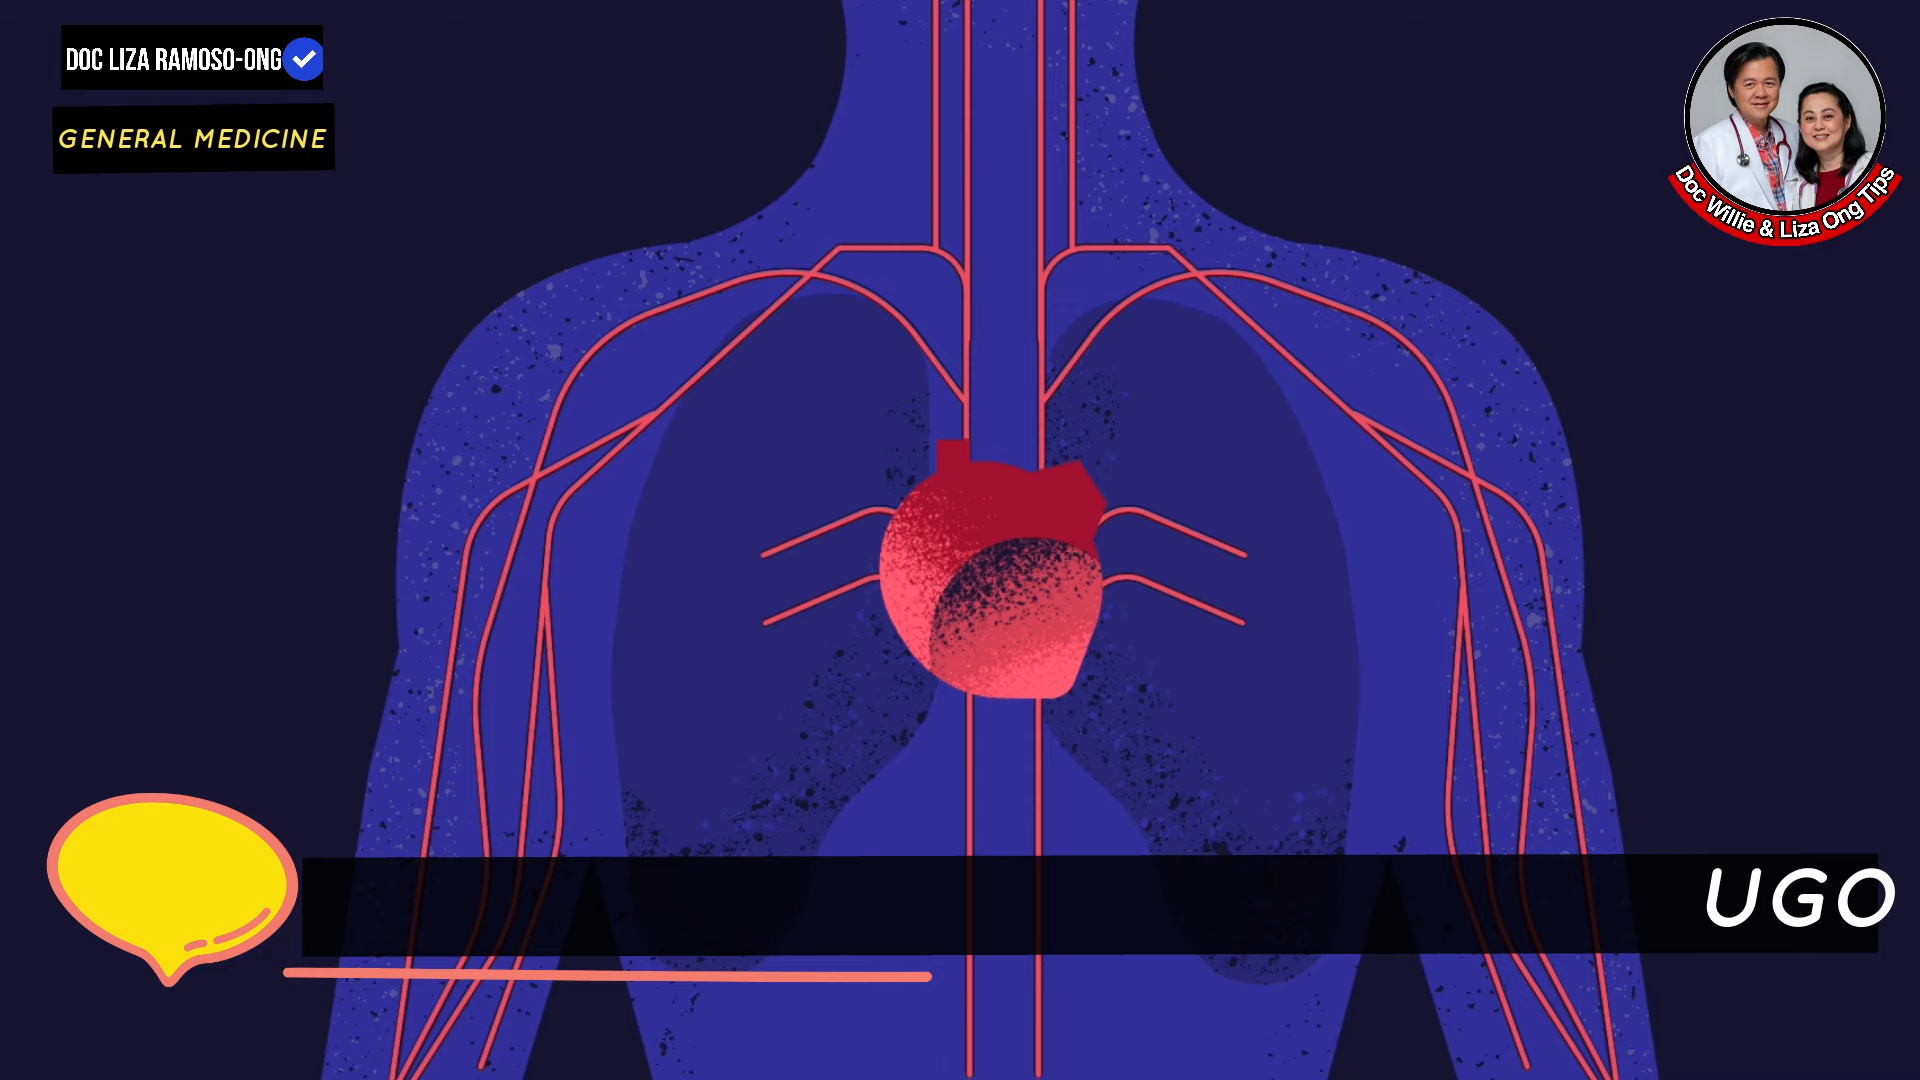 DOC LIZA RAMOSO-ONG
GENERAL MEDICINE
Doc Willie & Liza Ong Tips
UGO